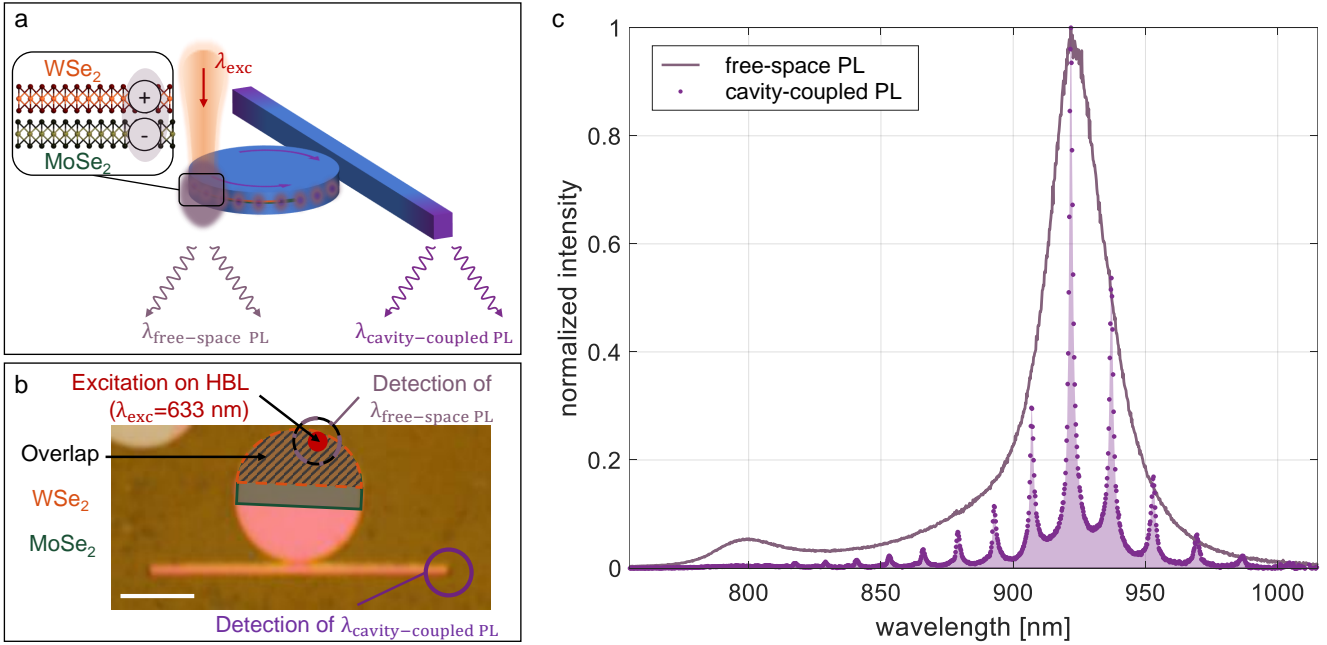 a
WSe₂
+
-
MoSe₂
λexc
λfree−space PL
λcavity−coupled PL
b
Excitation on HBL
(λexc=633 nm)
Detection of
λfree−space PL
Overlap
WSe₂
MoSe₂
Detection of λcavity−coupled PL
c
free-space PL
cavity-coupled PL
normalized intensity
1
0.8
0.6
0.4
0.2
0
800
850
900
950
1000
wavelength [nm]